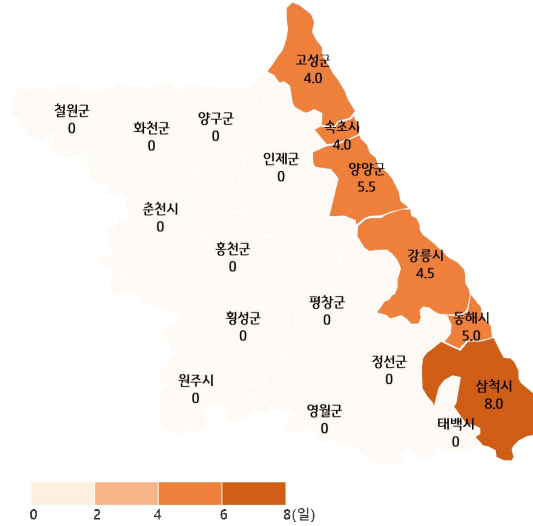 고성군
4.0
속초시
4.0
양양군
5.5
철원군
0
화천군
0
양구군
0
인제군
0
춘천시
0
홍천군
0
강릉시
4.5
횡성군
0
평창군
0
동해시
5.0
정선군
0
원주시
0
삼척시
8.0
영월군
0
태백시
0
0 2 4 6 8(일)